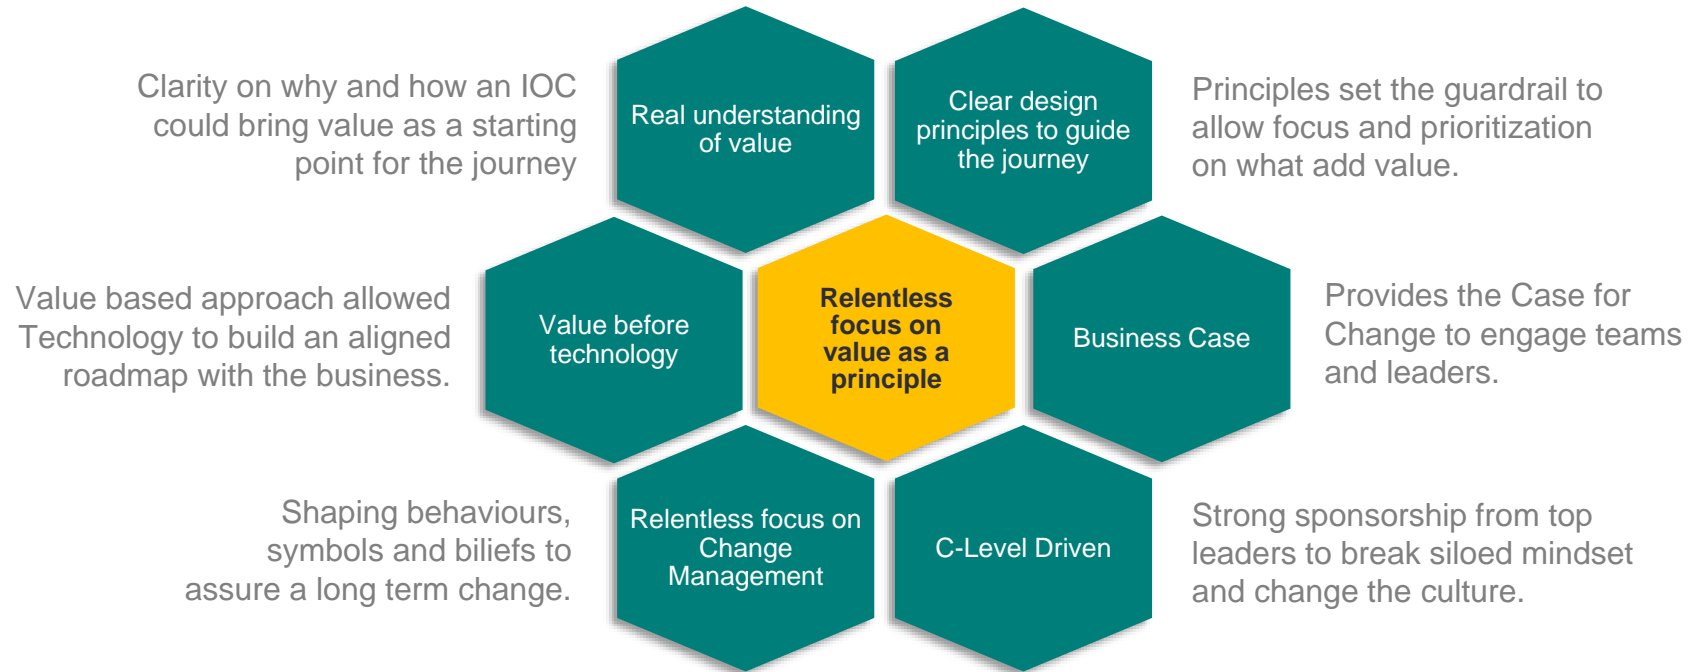 Clarity on why and how an IOC
could bring value as a starting
point for the journey
Real understanding
of value
Clear design
principles to guide
the journey
Principles set the guardrail to
allow focus and prioritization
on what add value.
Value based approach allowed
Technology to build an aligned
roadmap with the business.
Value before
technology
Relentless
focus on
value as a
principle
Business Case
Provides the Case for
Change to engage teams
and leaders.
Shaping behaviours,
symbols and biliefs to
assure a long term change.
Relentless focus on
Change
Management
C-Level Driven
Strong sponsorship from top
leaders to break siloed mindset
and change the culture.